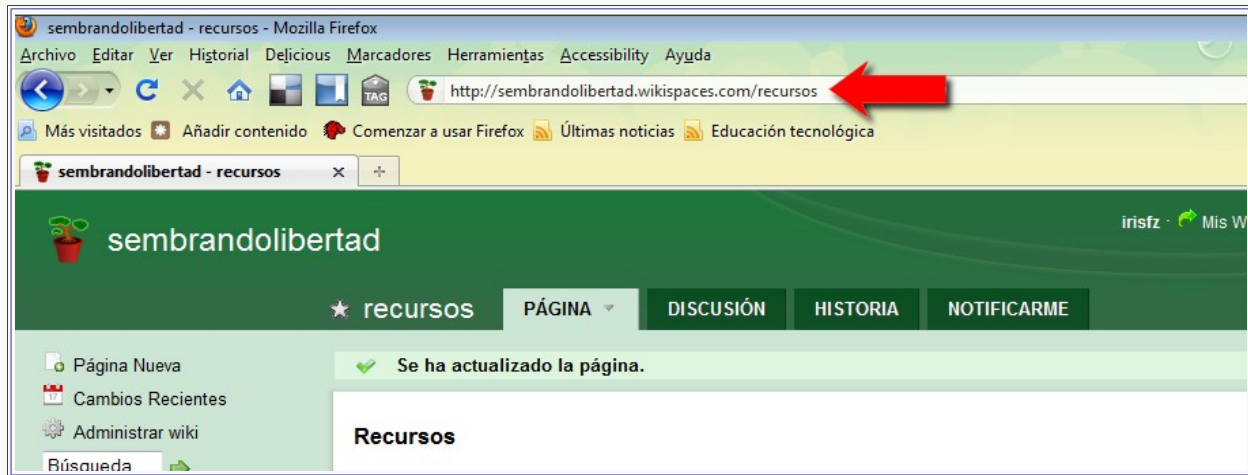 sembrandolibertad - recursos - Mozilla Firefox
Archivo Editar Ver Historial Delicious Marcadores Herramientas Accessibility Ayuda
TAG http://sembrandolibertad.wikispaces.com/recursos
Más visitados Añadir contenido Comenzar a usar Firefox Últimas noticias Educación tecnológica
sembrandolibertad - recursos
irisfz · Mis W
sembrandolibertad
recursos PÁGINA DISCUSIÓN HISTORIA NOTIFICARME
Página Nueva
Se ha actualizado la página.
17 Cambios Recientes
Administrar wiki
Recursos
Búsqueda